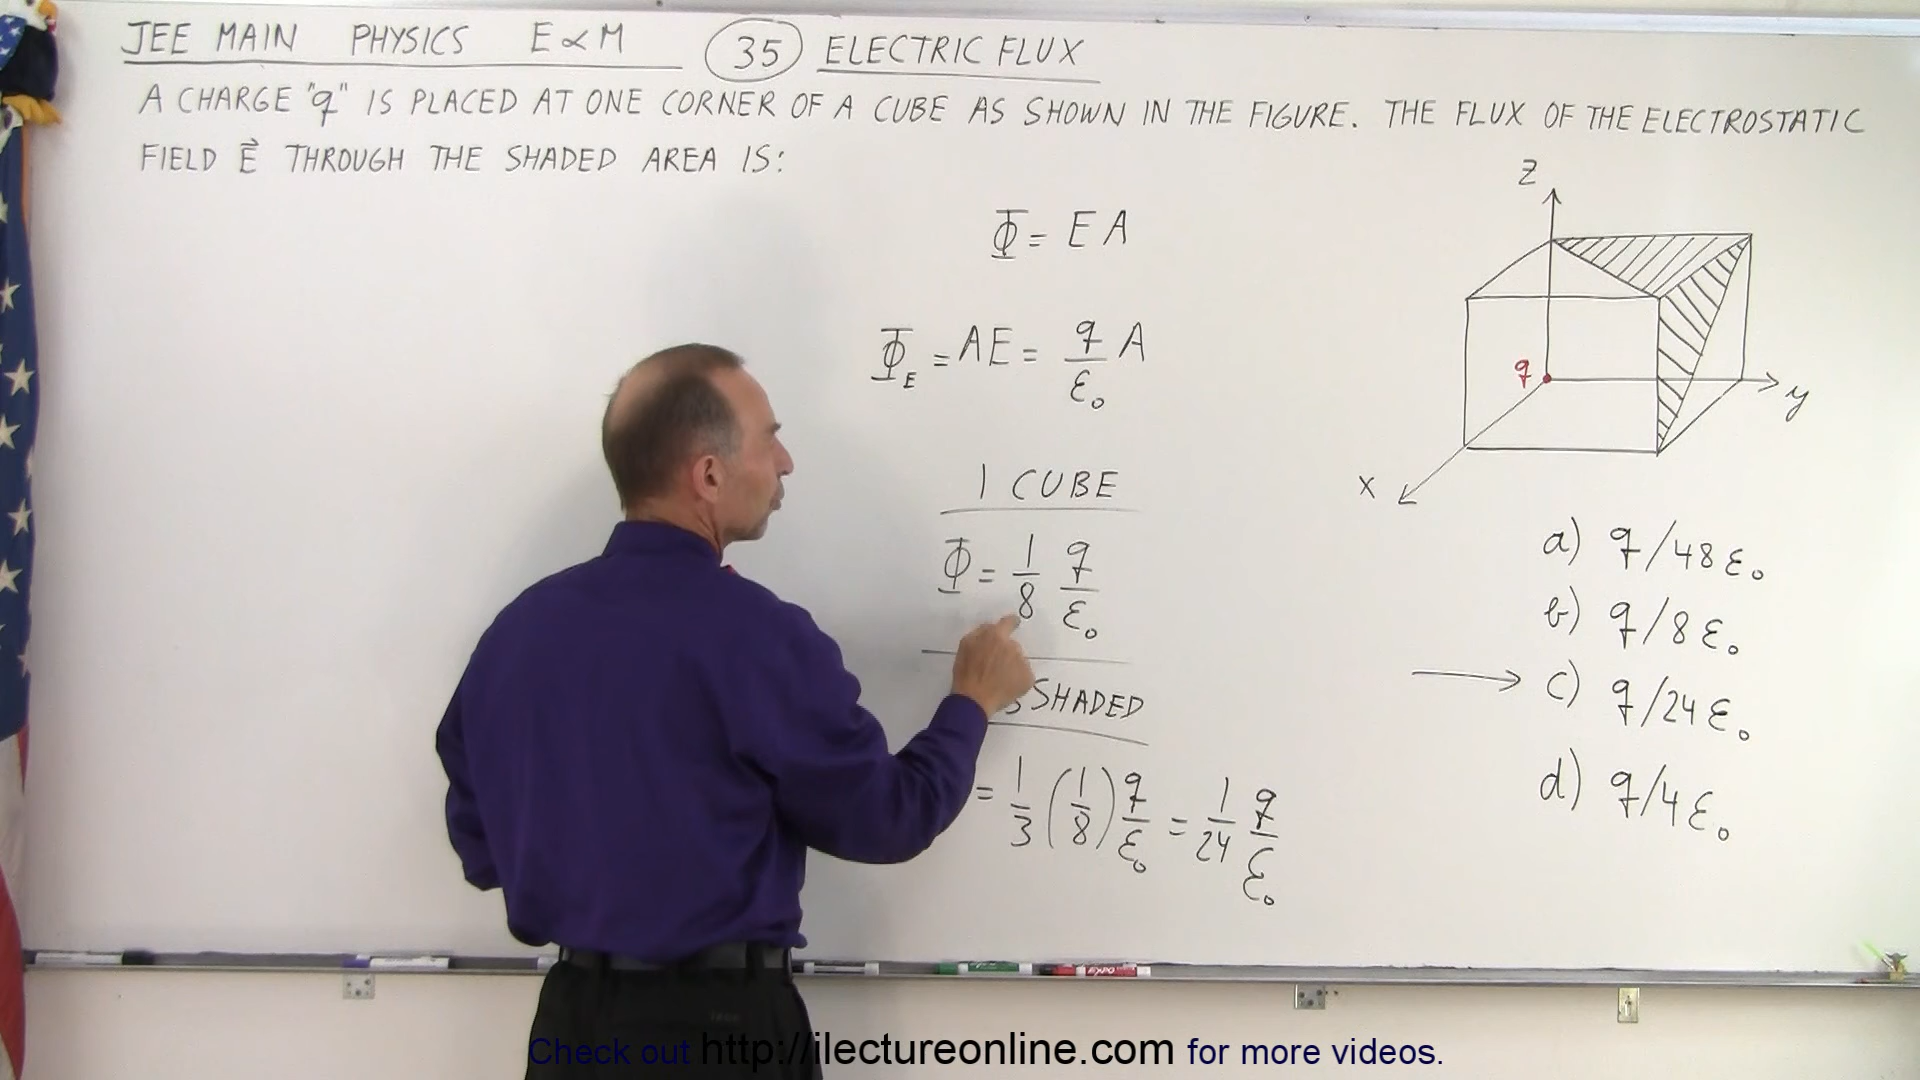 JEE MAIN PHYSICS E∝M (35) ELECTRIC FLUX
A CHARGE "q" IS PLACED AT ONE CORNER OF A CUBE AS SHOWN IN THE FIGURE. THE FLUX OF THE ELECTROSTATIC
FIELD E⃗ THROUGH THE SHADED AREA IS:
Φ = E A
Φ_E = AE = q/ε₀ A
1 CUBE
Φ = 1/8 q/ε₀
SHADED
= 1/3 (1/8) q/ε₀ = 1/24 q/ε₀
z
q
y
x
a) q/48ε₀
b) q/8ε₀
→ c) q/24ε₀
d) q/4ε₀
EXPO
Check out http://ilectureonline.com for more videos.